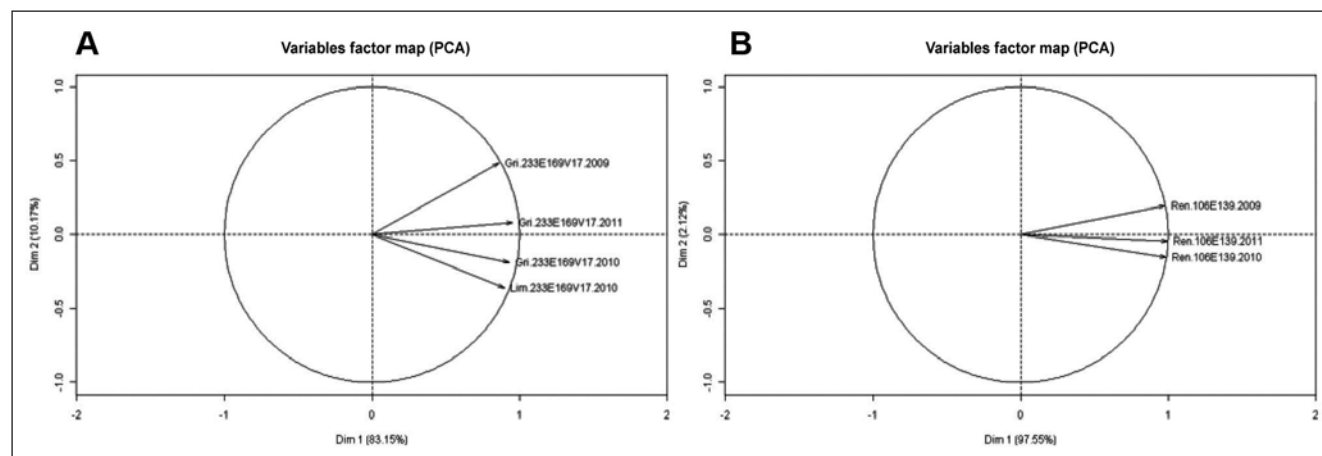 A
Variables factor map (PCA)
Dim 2 (10.17%)
1.0
0.5
0.0
-0.5
-1.0
Gri.233E169V17.2009
Gri.233E169V17.2011
Gri.233E169V17.2010
Lim.233E169V17.2010
-2
-1
0
1
2
Dim 1 (83.15%)
B
Variables factor map (PCA)
Dim 2 (2.12%)
1.0
0.5
0.0
-0.5
-1.0
Ren.106E139.2009
Ren.106E139.2011
Ren.106E139.2010
-2
-1
0
1
2
Dim 1 (97.55%)